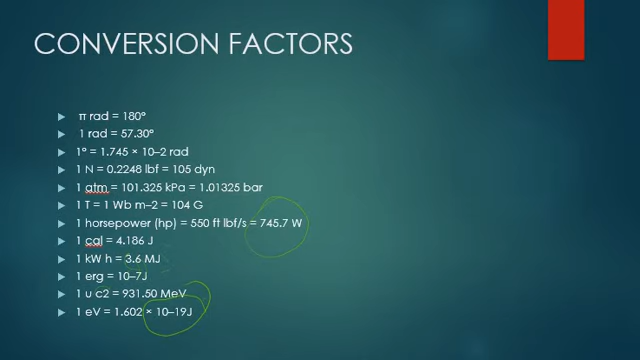 CONVERSION FACTORS
π rad = 180°
1 rad = 57.30°
1° = 1.745 × 10–2 rad
1 N = 0.2248 lbf = 105 dyn
1 atm = 101.325 kPa = 1.01325 bar
1 T = 1 Wb m–2 = 104 G
1 horsepower (hp) = 550 ft lbf/s = 745.7 W
1 cal = 4.186 J
1 kW h = 3.6 MJ
1 erg = 10–7J
1 u c2 = 931.50 MeV
1 eV = 1.602 × 10–19J